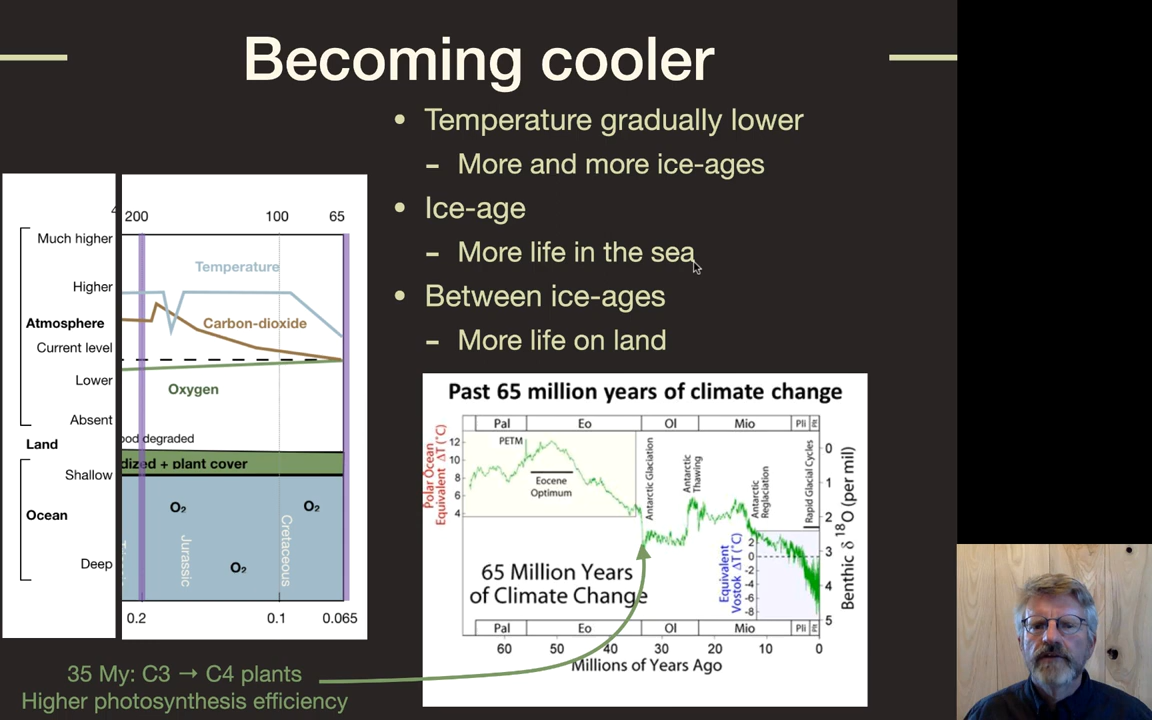 Becoming cooler
• Temperature gradually lower
– More and more ice-ages
• Ice-age
– More life in the sea
• Between ice-ages
– More life on land
200 100 65
Much higher
Temperature
Higher
Atmosphere
Carbon-dioxide
Current level
Lower
Oxygen
Absent
Land
degraded
dized + plant cover
Shallow
O₂ O₂
Ocean
Jurassic
Cretaceous
Deep
O₂
0.2 0.1 0.065
35 My: C3 → C4 plants
Higher photosynthesis efficiency
Past 65 million years of climate change
Pal Eo Ol Mio Pli Plt
Polar Ocean
Equivalent ΔT (°C)
12
10
8
6
4
PETM
Eocene
Optimum
Antarctic Glaciation
Antarctic
Thawing
Antarctic
Reglaciation
Rapid Glacial Cycles
65 Million Years
of Climate Change
Equivalent
Vostok ΔT (°C)
2
0
-2
-4
-6
-8
0
1
2
3
4
5
Benthic δ 18O (per mil)
Pal Eo Ol Mio Pli Plt
60 50 40 30 20 10 0
Millions of Years Ago